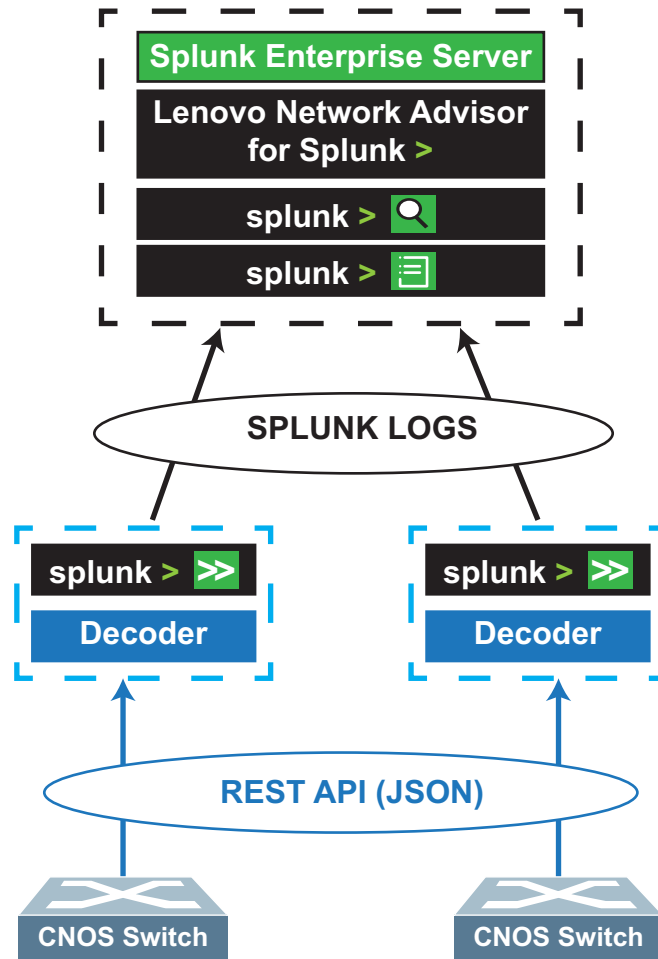 Splunk Enterprise Server
Lenovo Network Advisor
for Splunk >
splunk >
splunk >
SPLUNK LOGS
splunk > >>
splunk > >>
Decoder
Decoder
REST API (JSON)
CNOS Switch
CNOS Switch